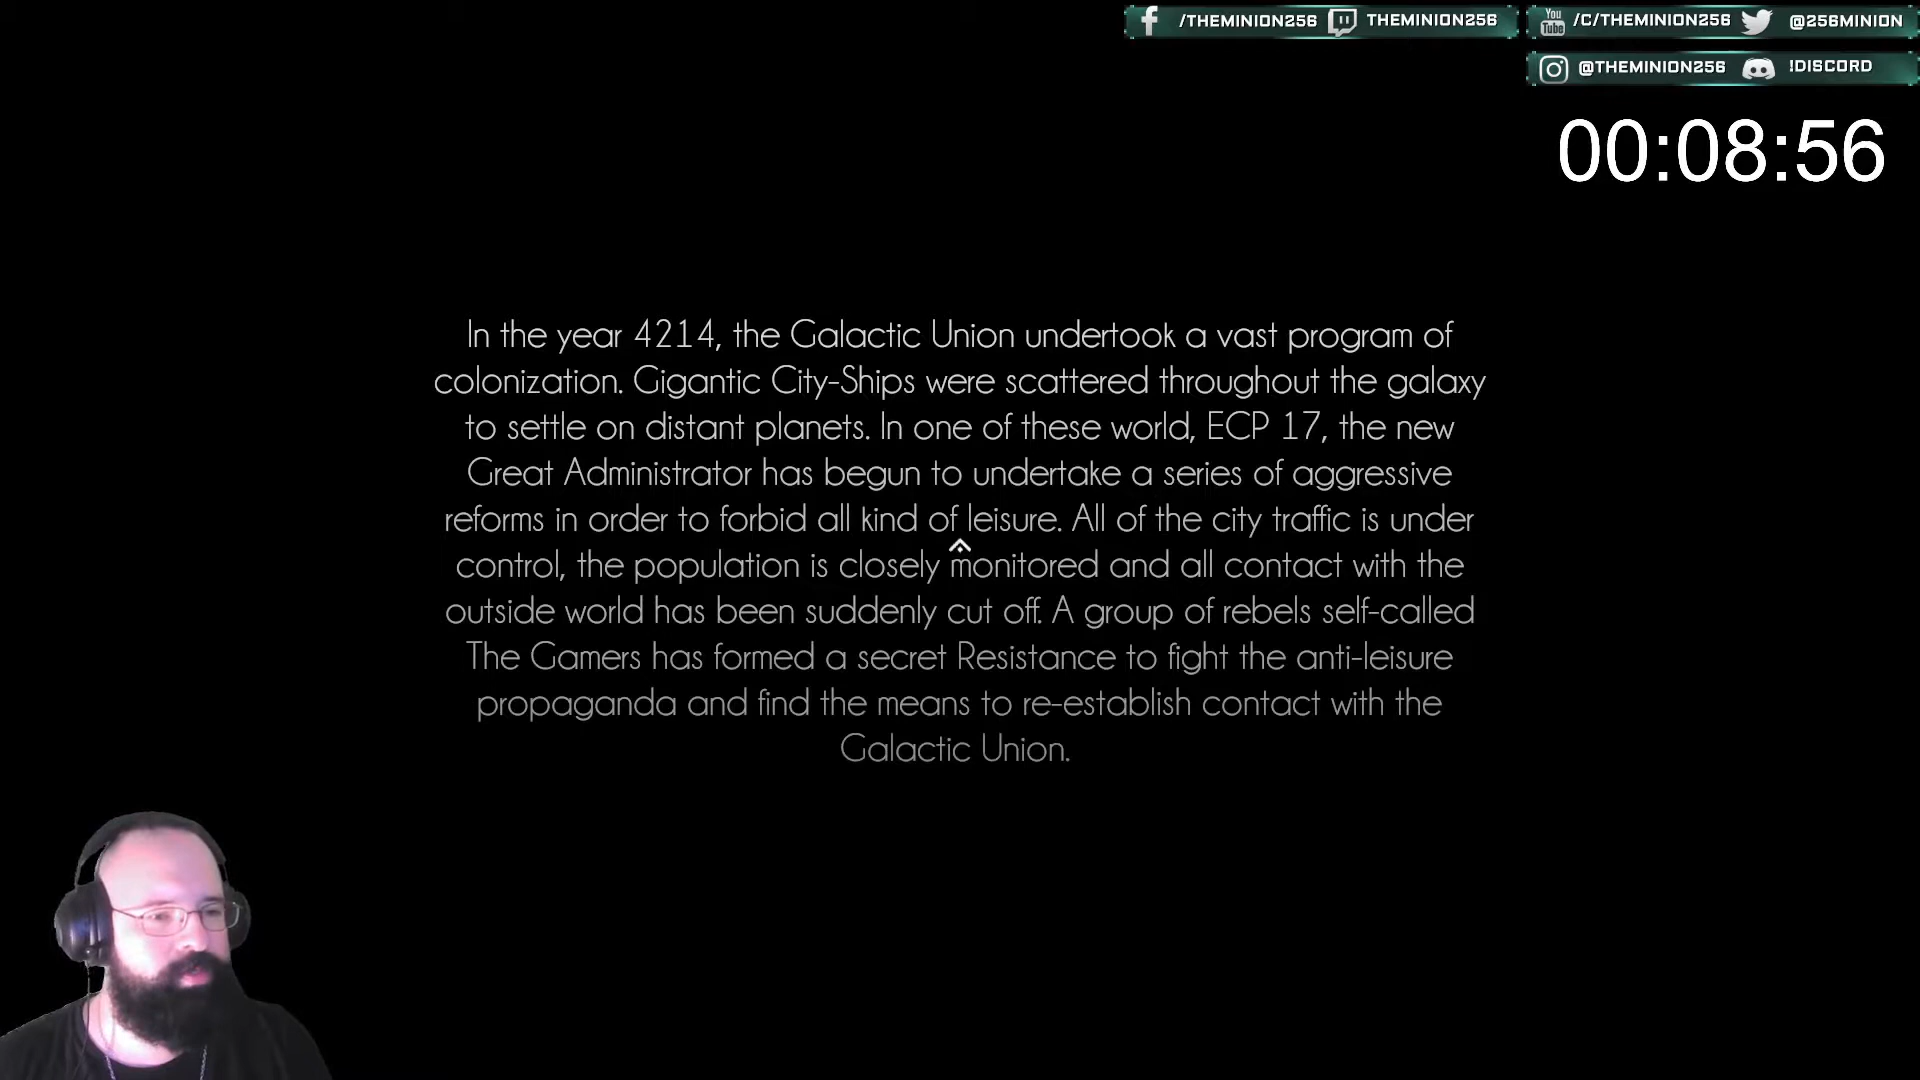 /THEMINION256 THEMINION256 /C/THEMINION256 @256MINION
@THEMINION256 !DISCORD
00:08:56
In the year 4214, the Galactic Union undertook a vast program of
colonization. Gigantic City-Ships were scattered throughout the galaxy
to settle on distant planets. In one of these world, ECP 17, the new
Great Administrator has begun to undertake a series of aggressive
reforms in order to forbid all kind of leisure. All of the city traffic is under
control, the population is closely monitored and all contact with the
outside world has been suddenly cut off. A group of rebels self-called
The Gamers has formed a secret Resistance to fight the anti-leisure
propaganda and find the means to re-establish contact with the
Galactic Union.